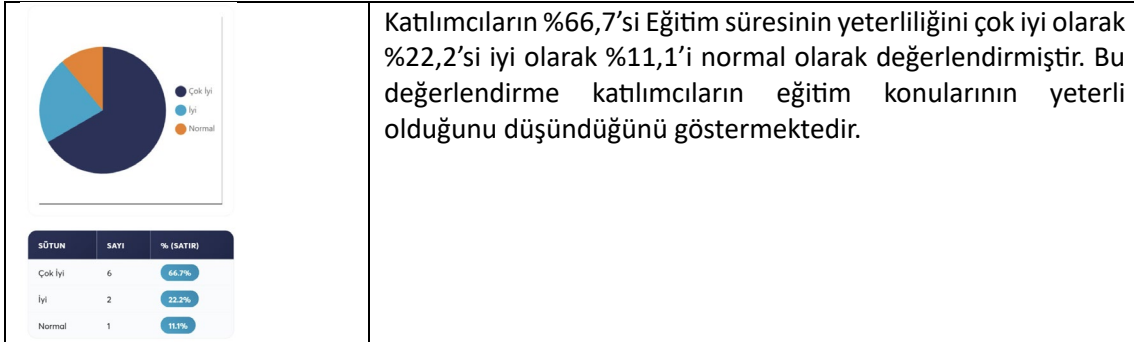 Çok İyi
İyi
Normal
SÜTUN SAYI % (SATIR)
Çok İyi 6 66.7%
İyi 2 22.2%
Normal 1 11.1%
Katılımcıların %66,7’si Eğitim süresinin yeterliliğini çok iyi olarak
%22,2’si iyi olarak %11,1’i normal olarak değerlendirmiştir. Bu
değerlendirme katılımcıların eğitim konularının yeterli
olduğunu düşündüğünü göstermektedir.